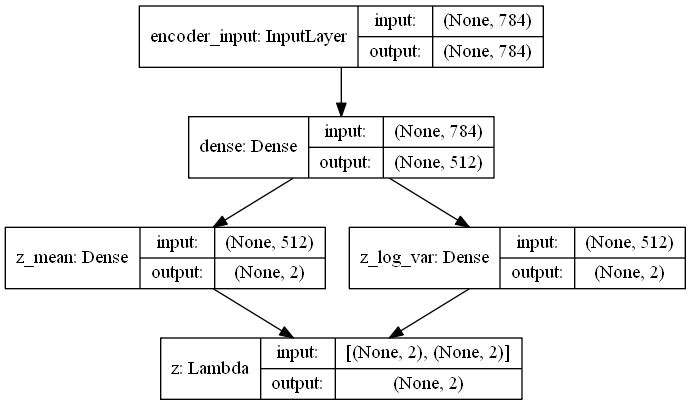 encoder_input: InputLayer
input: (None, 784)
output: (None, 784)
dense: Dense
input: (None, 784)
output: (None, 512)
z_mean: Dense
input: (None, 512)
output: (None, 2)
z_log_var: Dense
input: (None, 512)
output: (None, 2)
z: Lambda
input: [(None, 2), (None, 2)]
output: (None, 2)